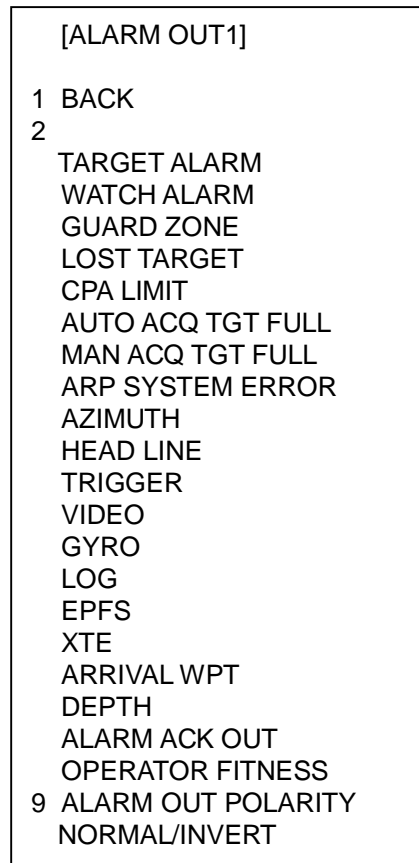 [ALARM OUT1]
1 BACK
2
TARGET ALARM
WATCH ALARM
GUARD ZONE
LOST TARGET
CPA LIMIT
AUTO ACQ TGT FULL
MAN ACQ TGT FULL
ARP SYSTEM ERROR
AZIMUTH
HEAD LINE
TRIGGER
VIDEO
GYRO
LOG
EPFS
XTE
ARRIVAL WPT
DEPTH
ALARM ACK OUT
OPERATOR FITNESS
9 ALARM OUT POLARITY
NORMAL/INVERT